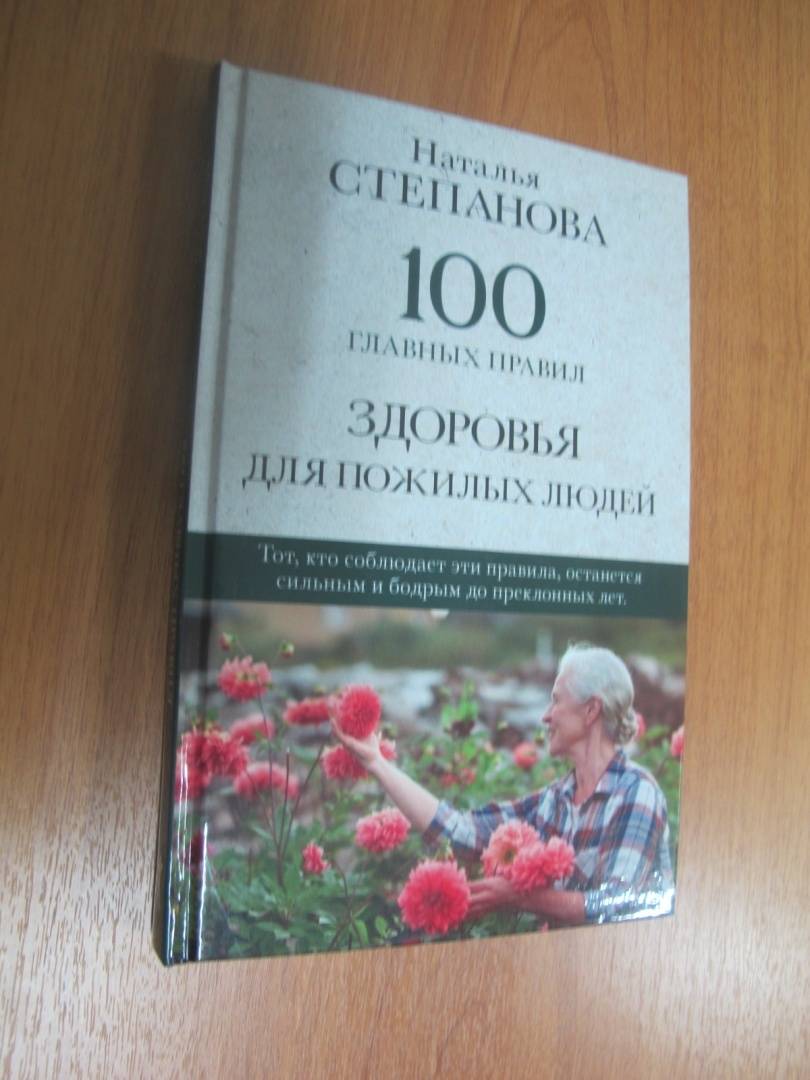 Наталья
СТЕПАНОВА
100
ГЛАВНЫХ ПРАВИЛ
ЗДОРОВЬЯ
ДЛЯ ПОЖИЛЫХ ЛЮДЕЙ
Тот, кто соблюдает эти правила, останется
сильным и бодрым до преклонных лет.